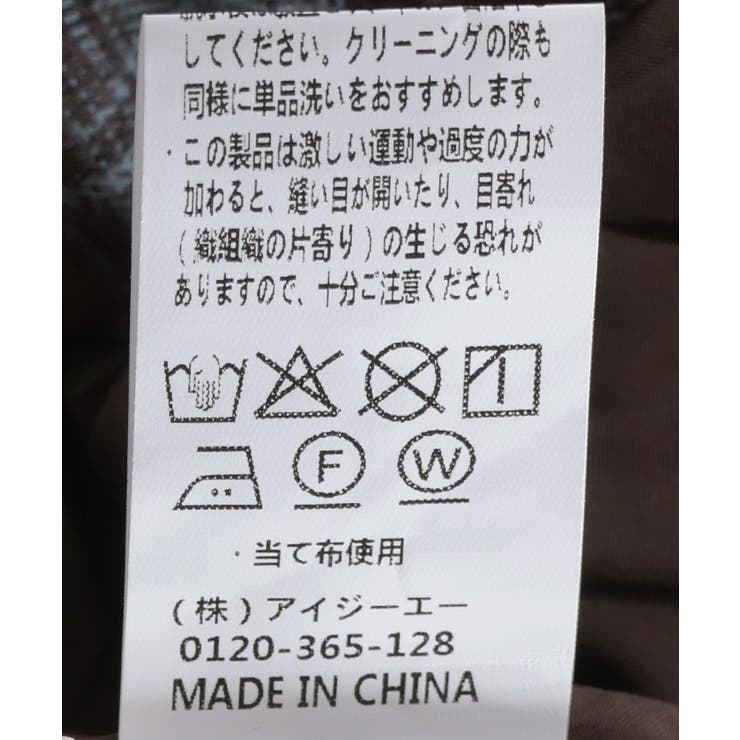 してください。クリーニングの際も
同様に単品洗いをおすすめします。
・この製品は激しい運動や過度の力が
加わると、縫い目が開いたり、目寄れ
(織組織の片寄り)の生じる恐れが
ありますので、十分ご注意ください。
F W
・当て布使用
(株)アイジーエー
0120-365-128
MADE IN CHINA